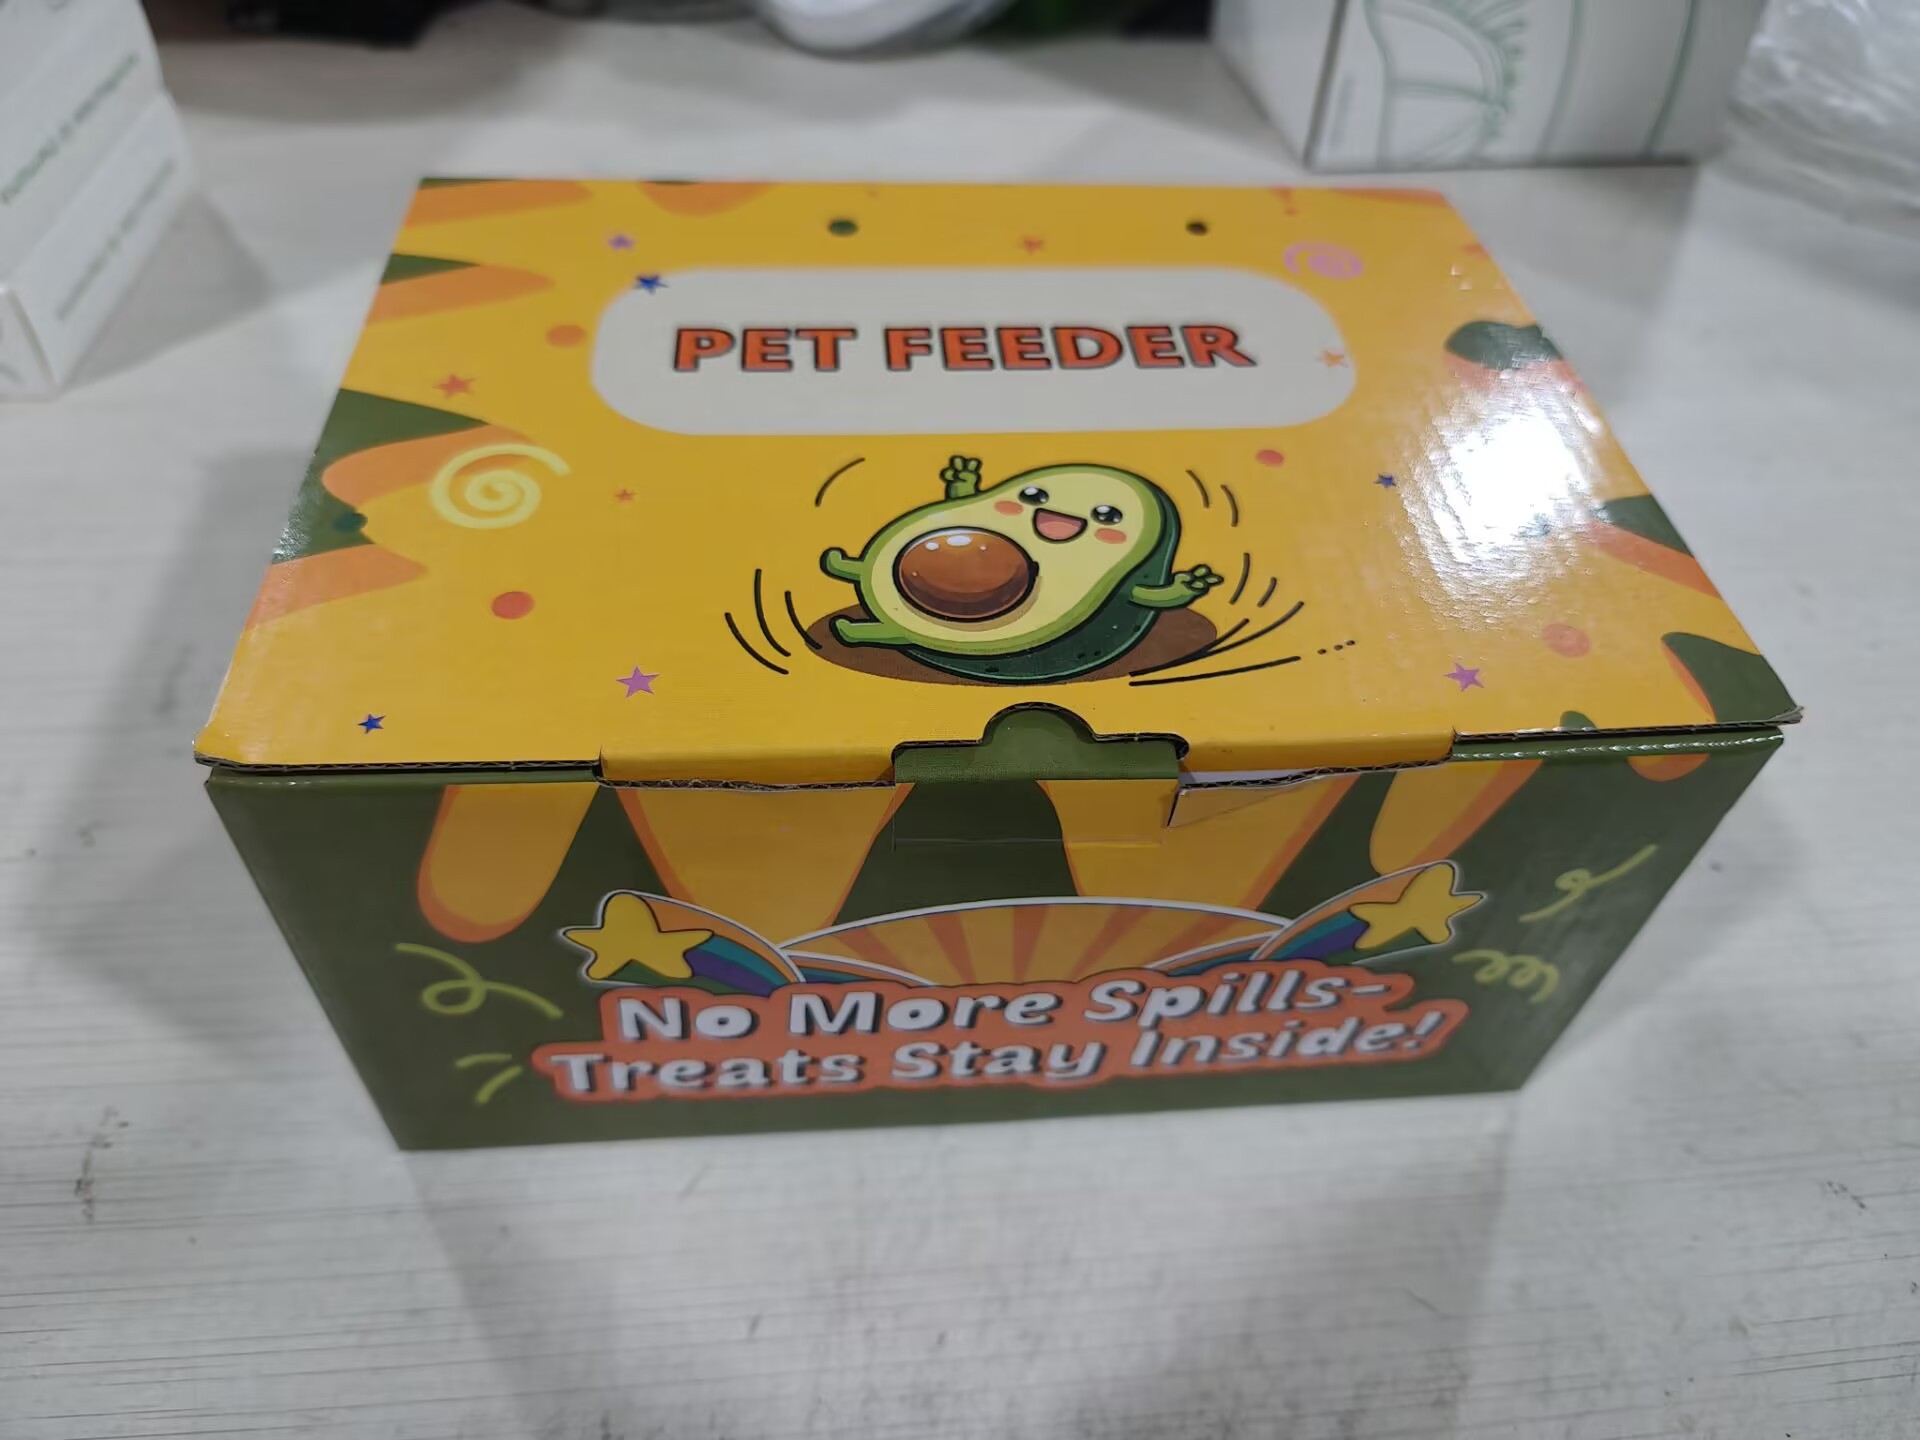 PET FEEDER
No More Spills-
Treats Stay Inside!